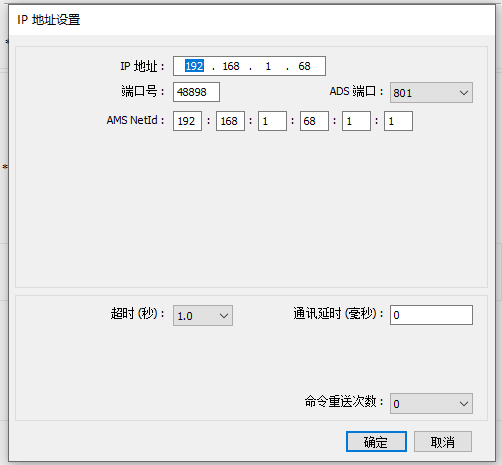 IP 地址设置
IP 地址 : 192 . 168 . 1 . 68
端口号 : 48898 ADS 端口 : 801
AMS NetId : 192 : 168 : 1 : 68 : 1 : 1
超时 (秒) : 1.0 通讯延时 (毫秒) : 0
命令重送次数 : 0
确定 取消